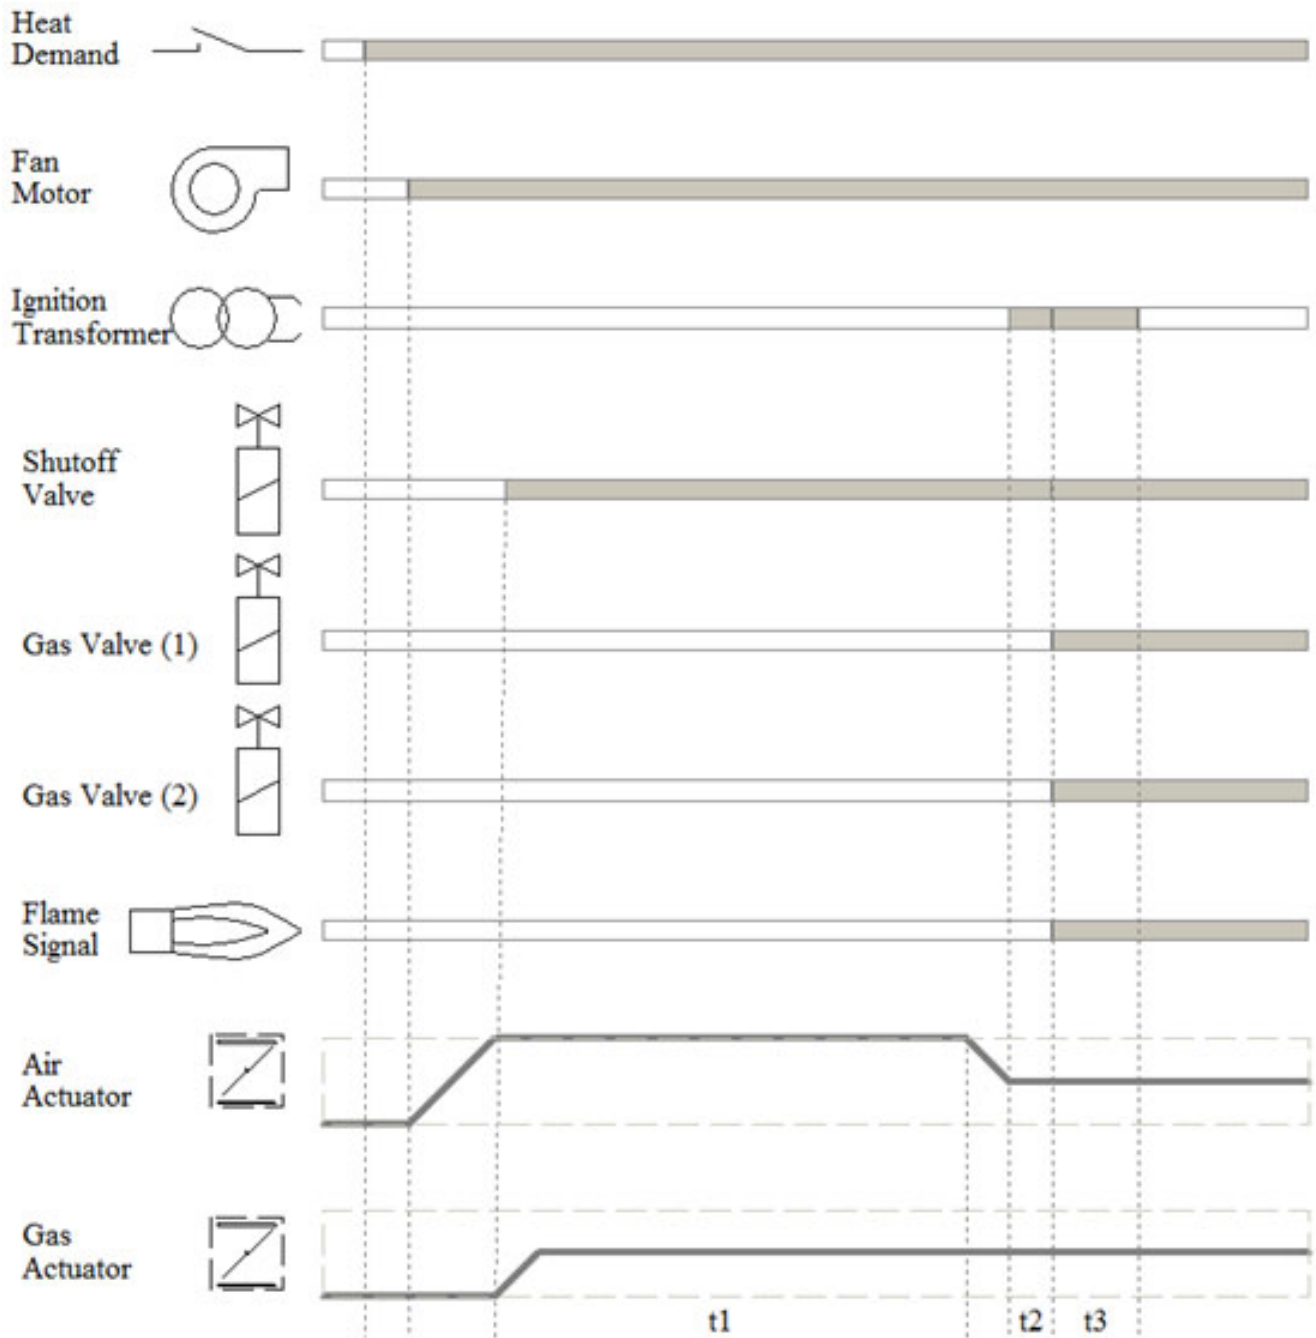 Heat
Demand
Fan
Motor
Ignition
Transformer
Shutoff
Valve
Gas Valve (1)
Gas Valve (2)
Flame
Signal
Air
Actuator
Gas
Actuator
t1 t2 t3